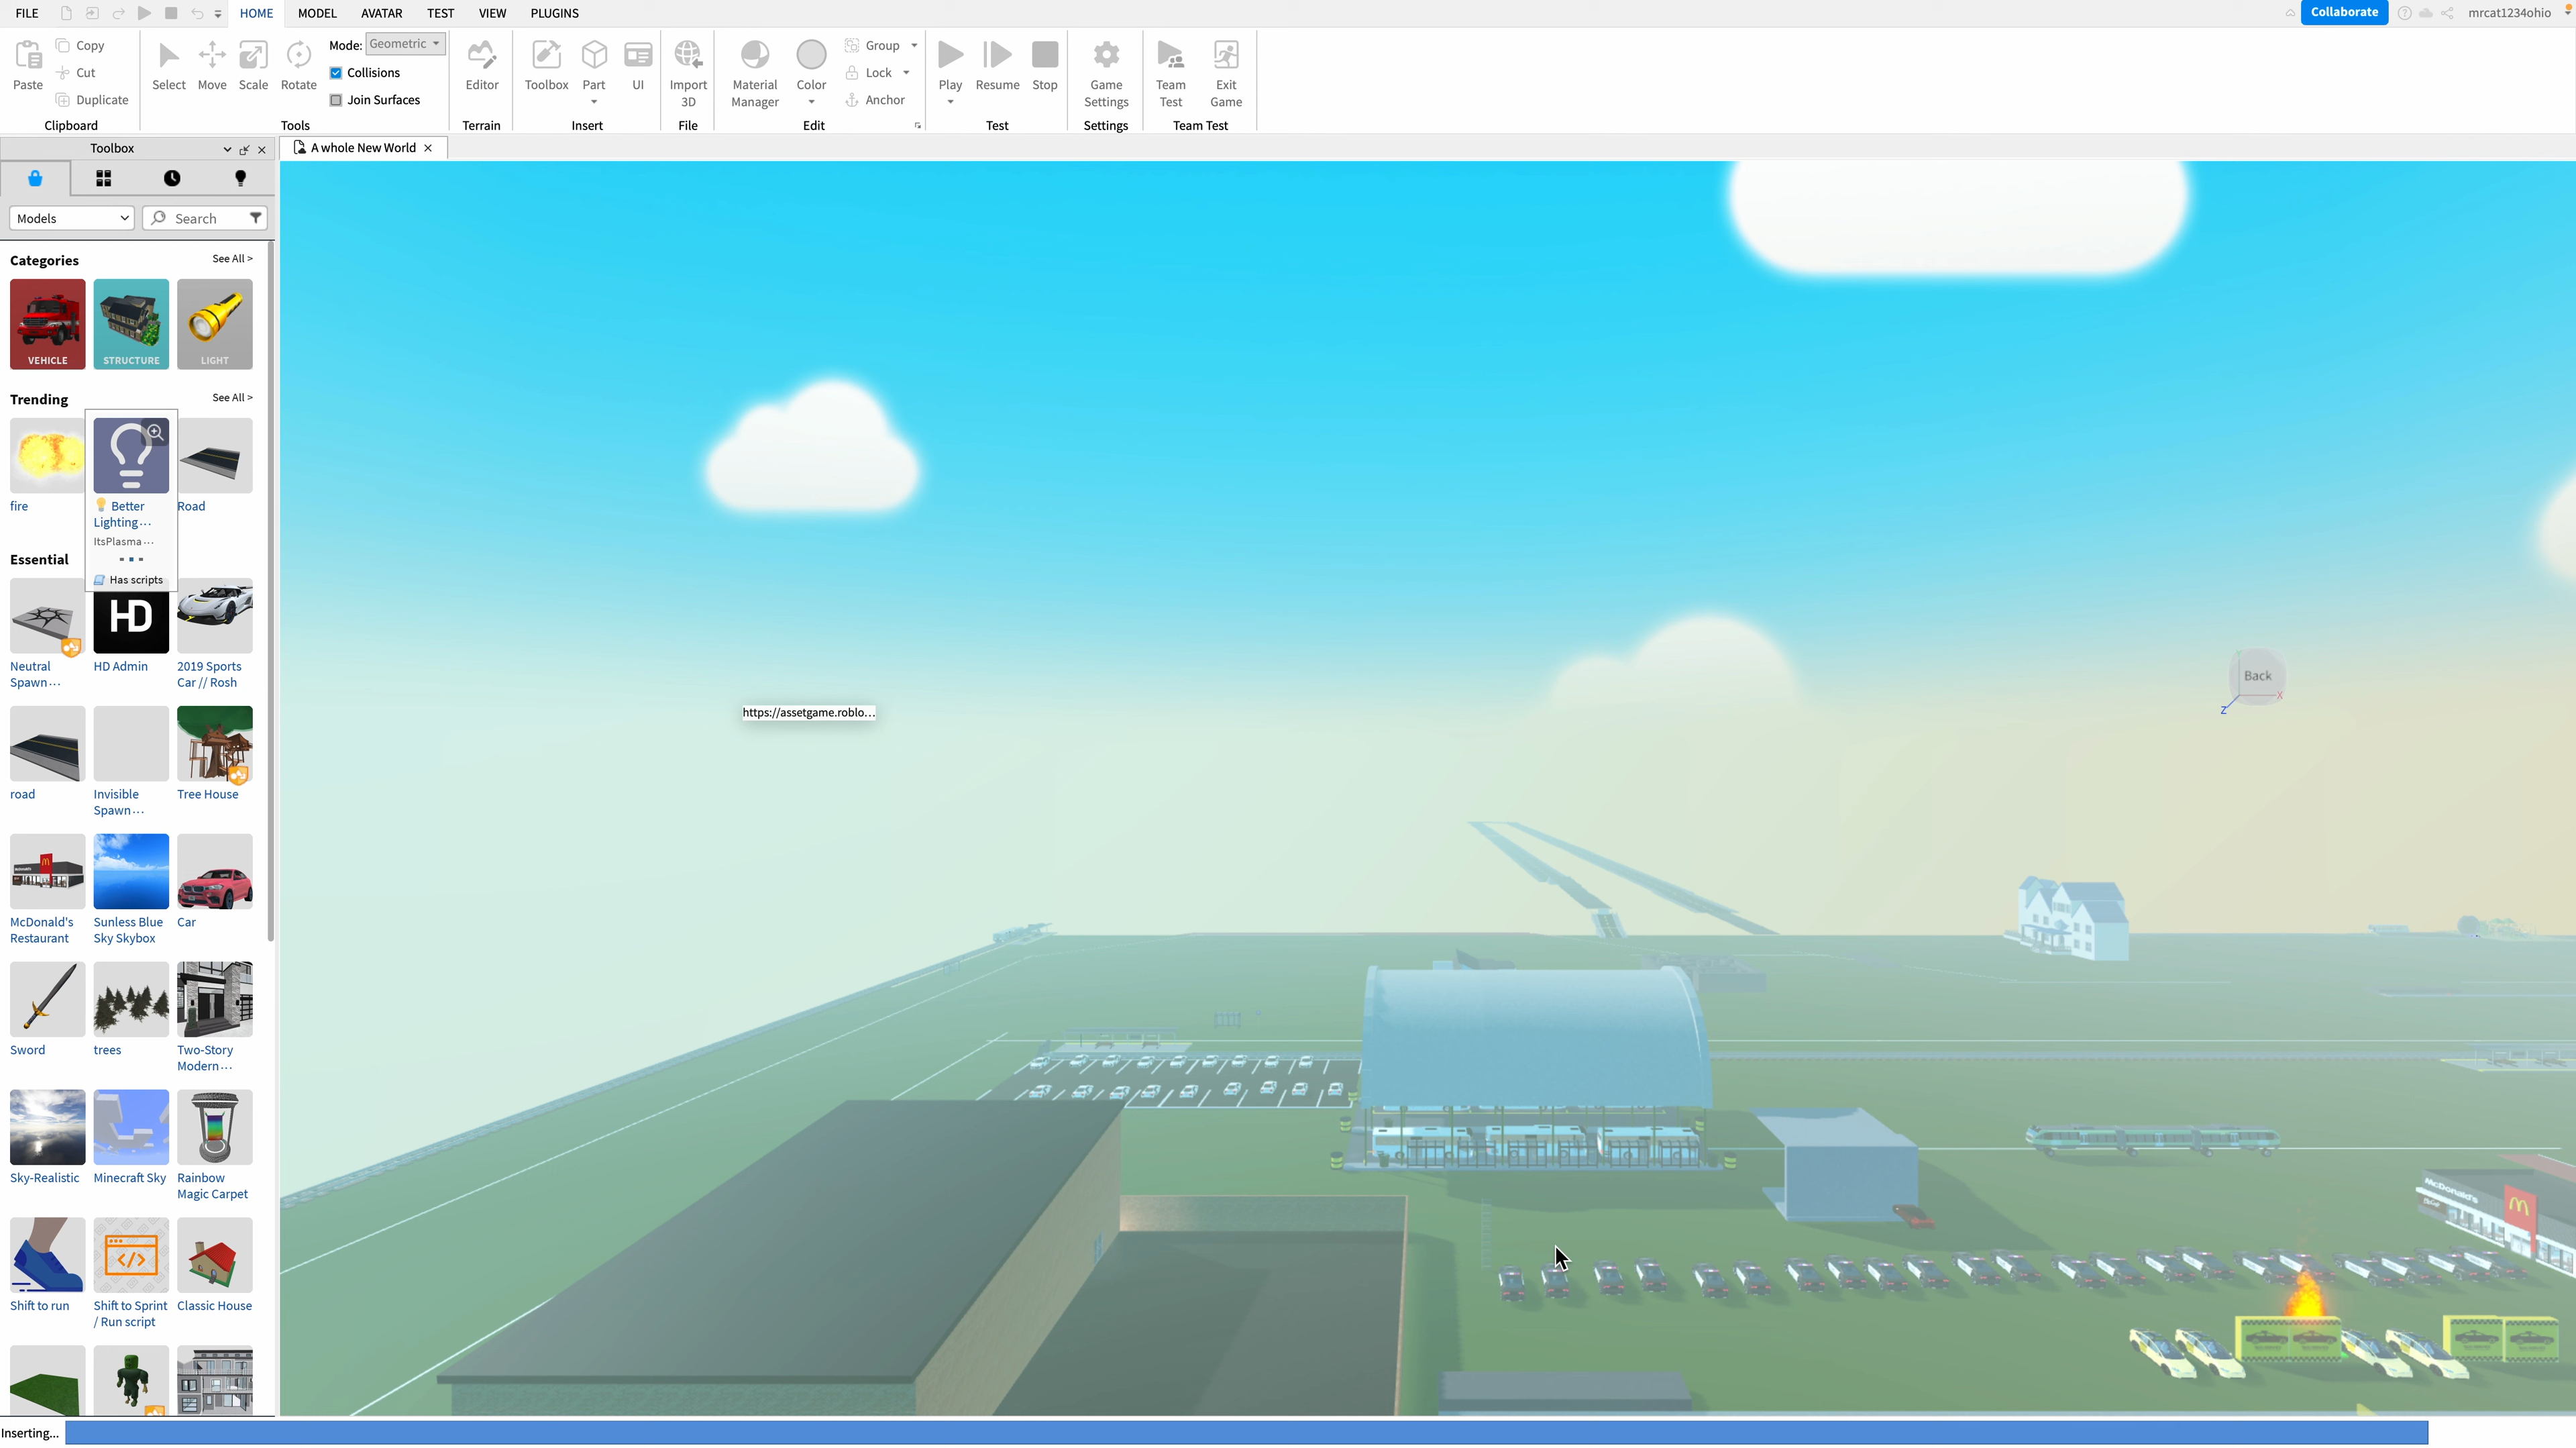 FILE HOME MODEL AVATAR TEST VIEW PLUGINS Collaborate mrcat1234ohio
Paste Copy Cut Duplicate
Clipboard
Select Move Scale Rotate
Mode: Geometric
Collisions
Join Surfaces
Tools
Editor
Terrain
Toolbox Part UI
Insert
Import 3D
File
Material Manager
Color
Group
Lock
Anchor
Edit
Play Resume Stop
Test
Game Settings
Settings
Team Test
Exit Game
Team Test
Toolbox
A whole New World
Models
Search
Categories See All >
VEHICLE STRUCTURE LIGHT
Trending See All >
fire
Better Lighting...
ItsPlasma...
Has scripts
Road
Essential
HD
Neutral Spawn...
HD Admin
2019 Sports Car // Rosh
road
Invisible Spawn...
Tree House
McDonald's Restaurant
Sunless Blue Sky Skybox
Car
Sword
trees
Two-Story Modern...
Sky-Realistic
Minecraft Sky
Rainbow Magic Carpet
Shift to run
Shift to Sprint / Run script
Classic House
https://assetgame.roblo...
Y
Back
X
Z
McDonald's
Inserting...